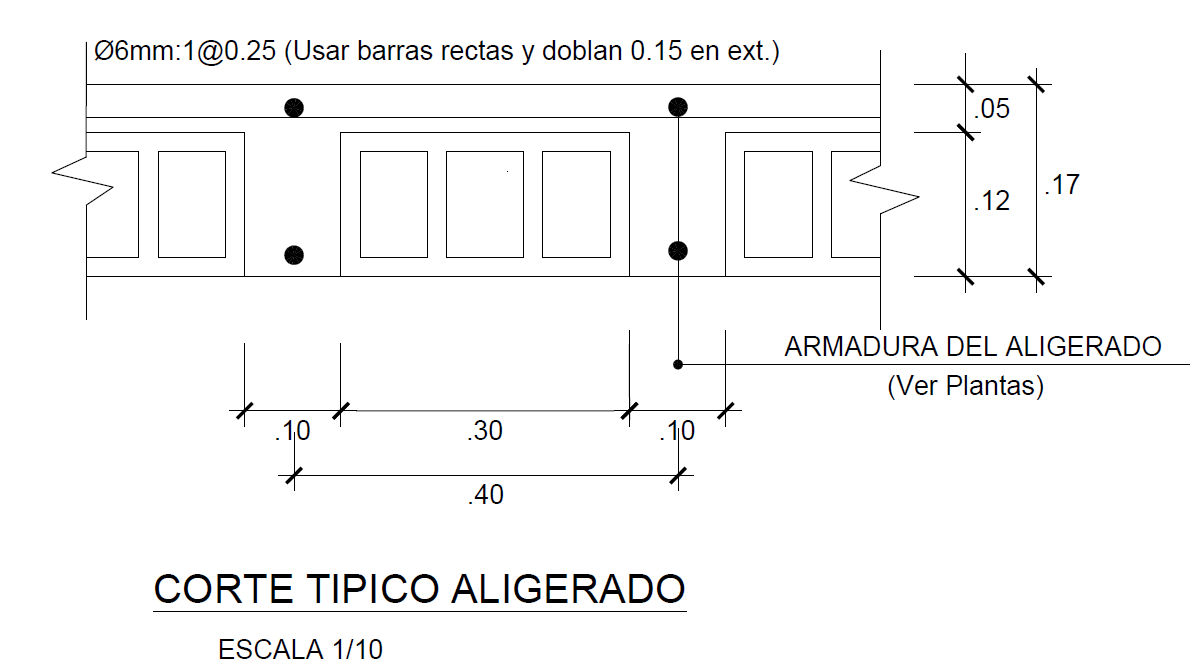 Ø6mm:1@0.25 (Usar barras rectas y doblan 0.15 en ext.)
.05
.12
.17
ARMADURA DEL ALIGERADO
(Ver Plantas)
.10
.30
.10
.40
CORTE TIPICO ALIGERADO
ESCALA 1/10